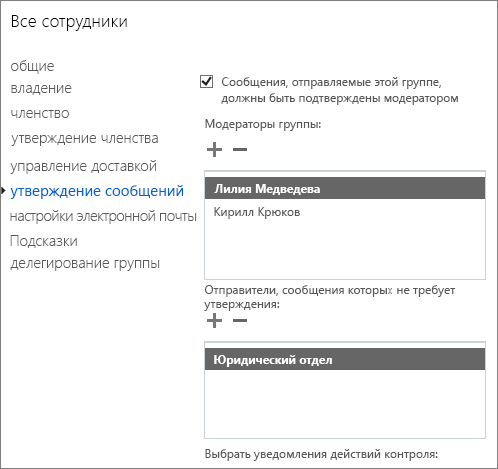 Все сотрудники
общие
владение
членство
утверждение членства
управление доставкой
утверждение сообщений
настройки электронной почты
Подсказки
делегирование группы
Сообщения, отправляемые этой группе,
должны быть подтверждены модератором
Модераторы группы:
Лилия Медведева
Кирилл Крюков
Отправители, сообщения которых не требует
утверждения:
Юридический отдел
Выбрать уведомления действий контроля: